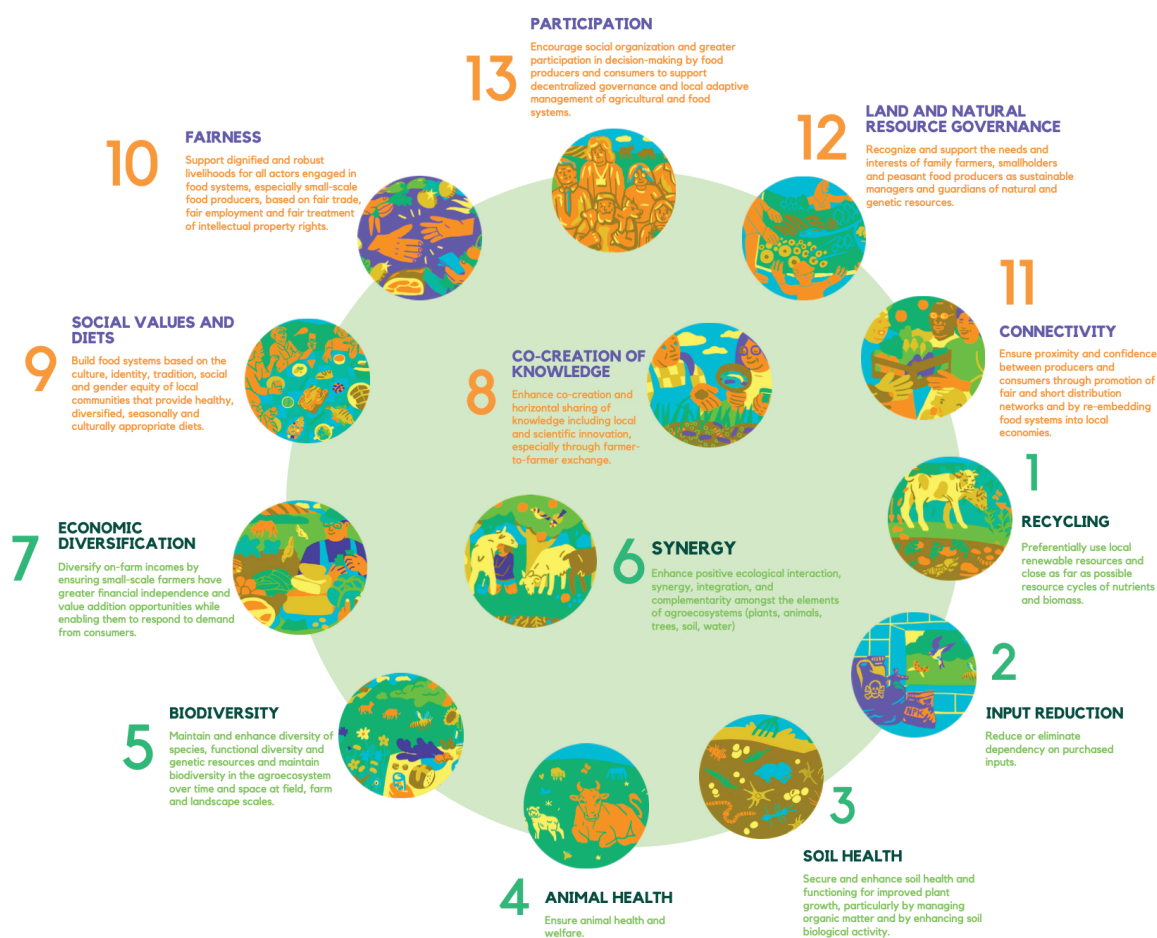 PARTICIPATION
13
Encourage social organization and greater
participation in decision-making by food
producers and consumers to support
decentralized governance and local adaptive
management of agricultural and food
systems.
12
LAND AND NATURAL
RESOURCE GOVERNANCE
Recognize and support the needs and
interests of family farmers, smallholders
and peasant food producers as sustainable
managers and guardians of natural and
genetic resources.
10
FAIRNESS
Support dignified and robust
livelihoods for all actors engaged in
food systems, especially small-scale
food producers, based on fair trade,
fair employment and fair treatment
of intellectual property rights.
11
CONNECTIVITY
Ensure proximity and confidence
between producers and
consumers through promotion of
fair and short distribution
networks and by re-embedding
food systems into local
economies.
9
SOCIAL VALUES AND
DIETS
Build food systems based on the
culture, identity, tradition, social
and gender equity of local
communities that provide healthy,
diversified, seasonally and
culturally appropriate diets.
8
CO-CREATION OF
KNOWLEDGE
Enhance co-creation and
horizontal sharing of
knowledge including local
and scientific innovation,
especially through farmer-
to-farmer exchange.
1
RECYCLING
Preferentially use local
renewable resources and
close as far as possible
resource cycles of nutrients
and biomass.
7
ECONOMIC
DIVERSIFICATION
Diversify on-farm incomes by
ensuring small-scale farmers have
greater financial independence and
value addition opportunities while
enabling them to respond to demand
from consumers.
6
SYNERGY
Enhance positive ecological interaction,
synergy, integration, and
complementarity amongst the elements
of agroecosystems (plants, animals,
trees, soil, water)
2
INPUT REDUCTION
Reduce or eliminate
dependency on purchased
inputs.
NPK
5
BIODIVERSITY
Maintain and enhance diversity of
species, functional diversity and
genetic resources and maintain
biodiversity in the agroecosystem
over time and space at field, farm
and landscape scales.
3
SOIL HEALTH
Secure and enhance soil health and
functioning for improved plant
growth, particularly by managing
organic matter and by enhancing soil
biological activity.
4
ANIMAL HEALTH
Ensure animal health and
welfare.